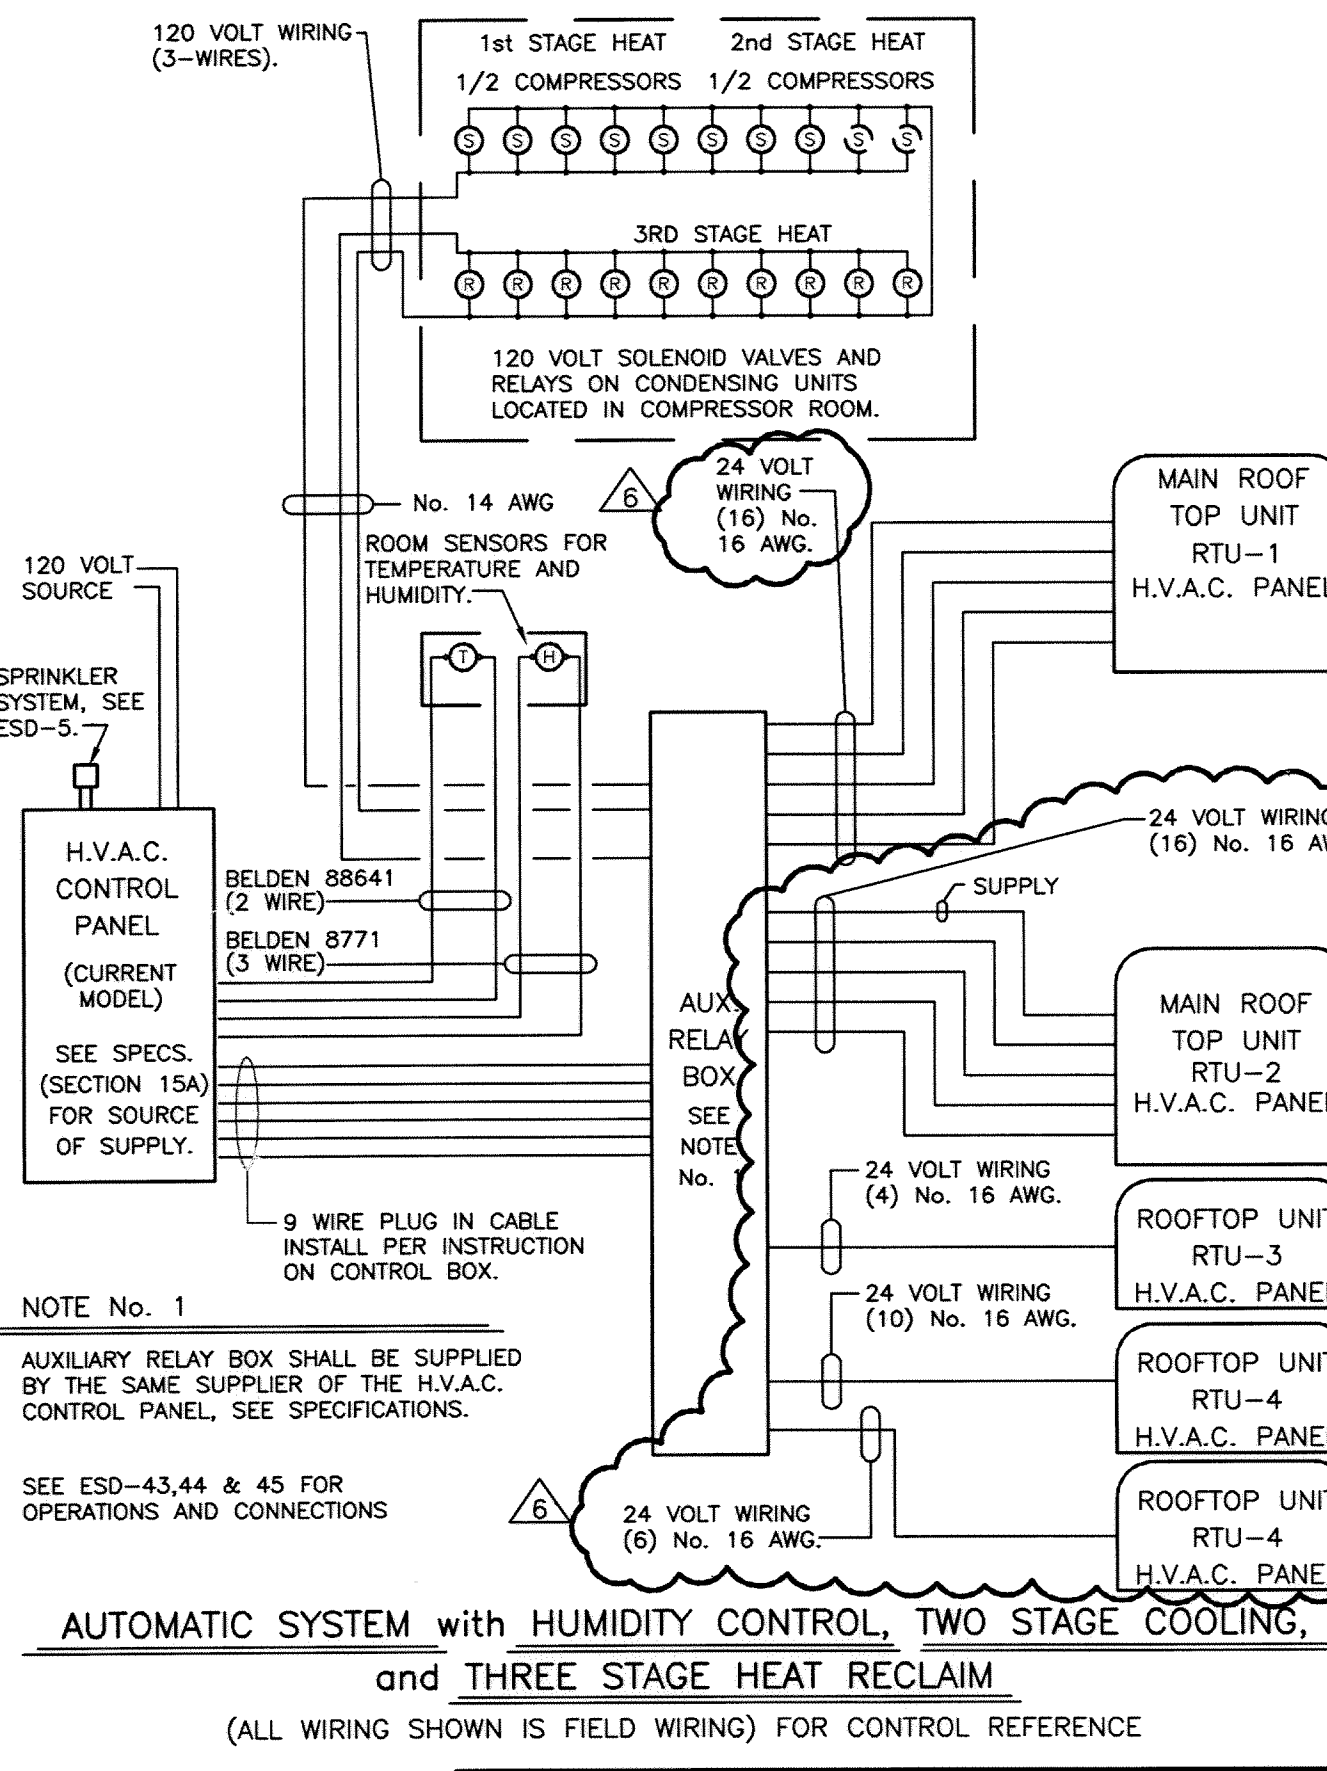 120 VOLT WIRING
(3-WIRES).
1st STAGE HEAT
2nd STAGE HEAT
1/2 COMPRESSORS
1/2 COMPRESSORS
S S S S S S S S S S
3RD STAGE HEAT
R R R R R R R R R R
120 VOLT SOLENOID VALVES AND
RELAYS ON CONDENSING UNITS
LOCATED IN COMPRESSOR ROOM.
No. 14 AWG
6
24 VOLT
WIRING
(16) No.
16 AWG.
MAIN ROOF
TOP UNIT
RTU-1
H.V.A.C. PANEL
ROOM SENSORS FOR
TEMPERATURE AND
HUMIDITY.
120 VOLT
SOURCE
T
H
SPRINKLER
SYSTEM, SEE
ESD-5.
H.V.A.C.
CONTROL
PANEL
(CURRENT
MODEL)
SEE SPECS.
(SECTION 15A)
FOR SOURCE
OF SUPPLY.
BELDEN 88641
(2 WIRE)
BELDEN 8771
(3 WIRE)
24 VOLT WIRING
(16) No. 16 AW
SUPPLY
AUX.
RELAY
BOX
SEE
NOTE
No. 1
MAIN ROOF
TOP UNIT
RTU-2
H.V.A.C. PANEL
24 VOLT WIRING
(4) No. 16 AWG.
ROOFTOP UNIT
RTU-3
H.V.A.C. PANEL
9 WIRE PLUG IN CABLE
INSTALL PER INSTRUCTION
ON CONTROL BOX.
24 VOLT WIRING
(10) No. 16 AWG.
ROOFTOP UNIT
RTU-4
H.V.A.C. PANE
NOTE No. 1
AUXILIARY RELAY BOX SHALL BE SUPPLIED
BY THE SAME SUPPLIER OF THE H.V.A.C.
CONTROL PANEL, SEE SPECIFICATIONS.
SEE ESD-43,44 & 45 FOR
OPERATIONS AND CONNECTIONS
6
24 VOLT WIRING
(6) No. 16 AWG.
ROOFTOP UNIT
RTU-4
H.V.A.C. PANE
AUTOMATIC SYSTEM with HUMIDITY CONTROL, TWO STAGE COOLING,
and THREE STAGE HEAT RECLAIM
(ALL WIRING SHOWN IS FIELD WIRING) FOR CONTROL REFERENCE